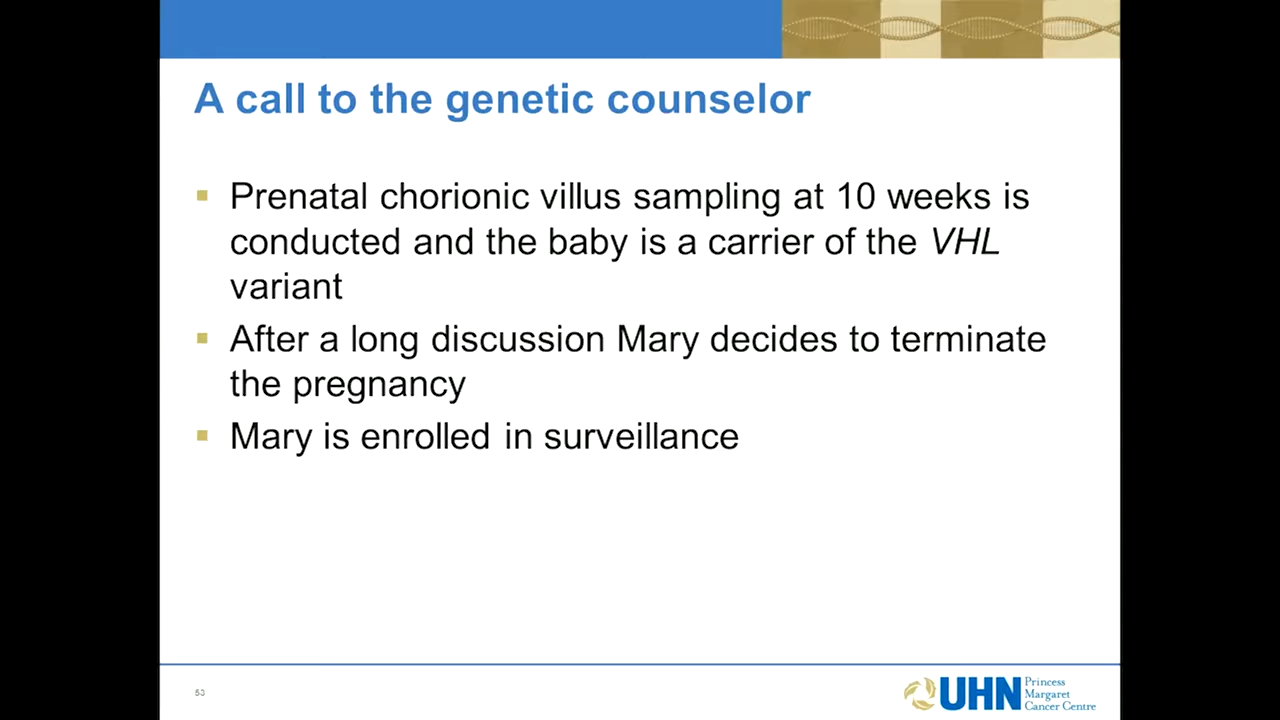 A call to the genetic counselor
Prenatal chorionic villus sampling at 10 weeks is
conducted and the baby is a carrier of the VHL
variant
After a long discussion Mary decides to terminate
the pregnancy
Mary is enrolled in surveillance
53
UHN
Princess
Margaret
Cancer Centre